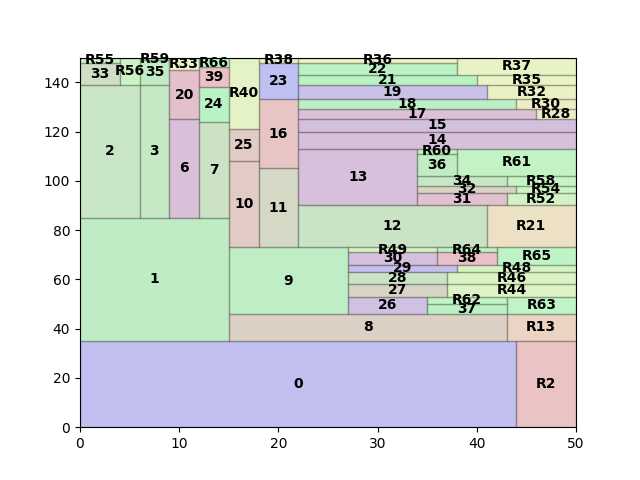 R55 R59 R33 R66 R38 R36
33 R56 35 39 22 R37
140 20 R40 23 21 R35
24 19 R32
18 R30
17 R28
120 16 15
25 14
2 3 6 7 R60
13 36 R61
100 34 R58
10 11 32 R54
31 R52
80 12 R21
1 9 R49 R64 R65
60 30 38
29 R48
28 R46
27 R44
26 R62 R63
40 37
8 R13
20 0 R2
0
0 10 20 30 40 50